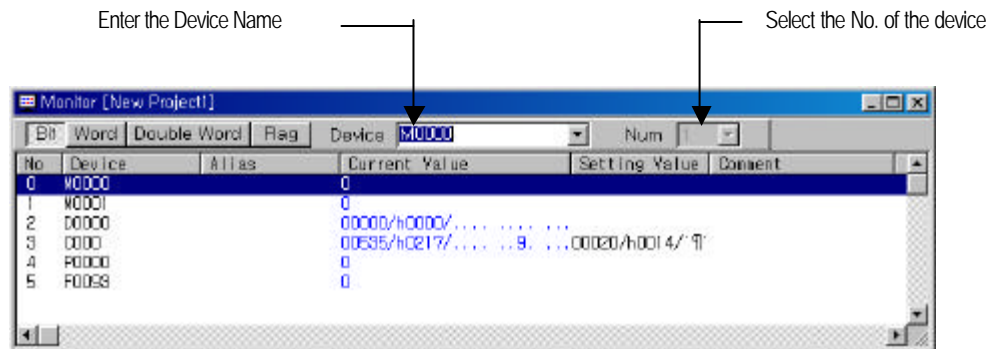 Enter the Device Name Select the No. of the device
Monitor [New Project1]
Bit Word Double Word Reg Device M0000 Num 1
No Device Alias Current Value Setting Value Comment
0 M0000 0
1 M0001 0
2 D0000 00000/h0000/.... .... ...
3 C000 00535/h0217/.... ..9. ...00020/h0014/¶
4 P0000 0
5 0